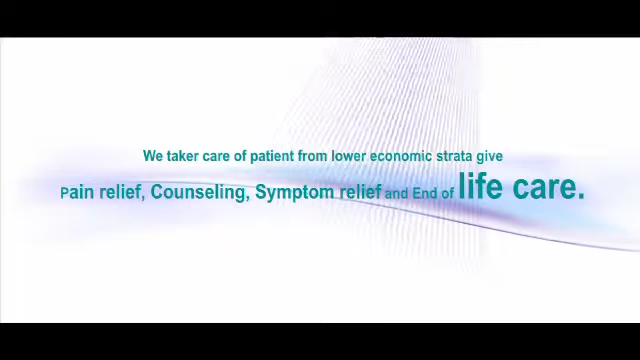 We taker care of patient from lower economic strata give
Pain relief, Counseling, Symptom relief and End of life care.